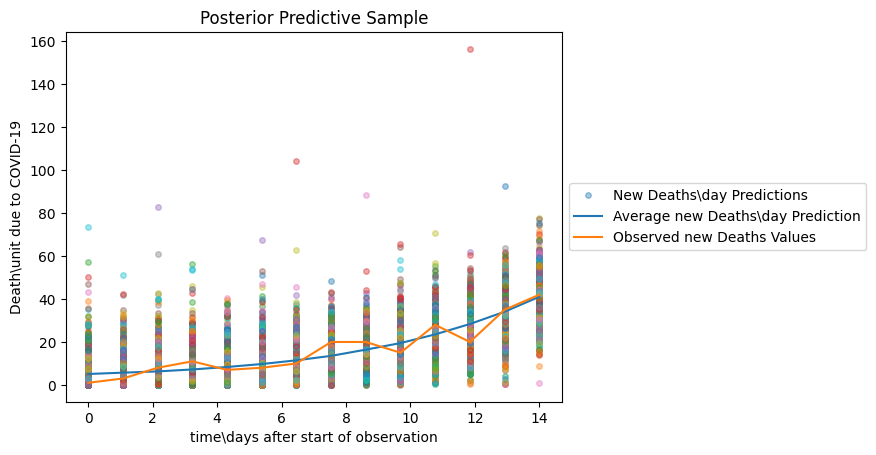 Posterior Predictive Sample
Death\unit due to COVID-19
160
140
120
100
80
60
40
20
0
0 2 4 6 8 10 12 14
time\days after start of observation
New Deaths\day Predictions
Average new Deaths\day Prediction
Observed new Deaths Values